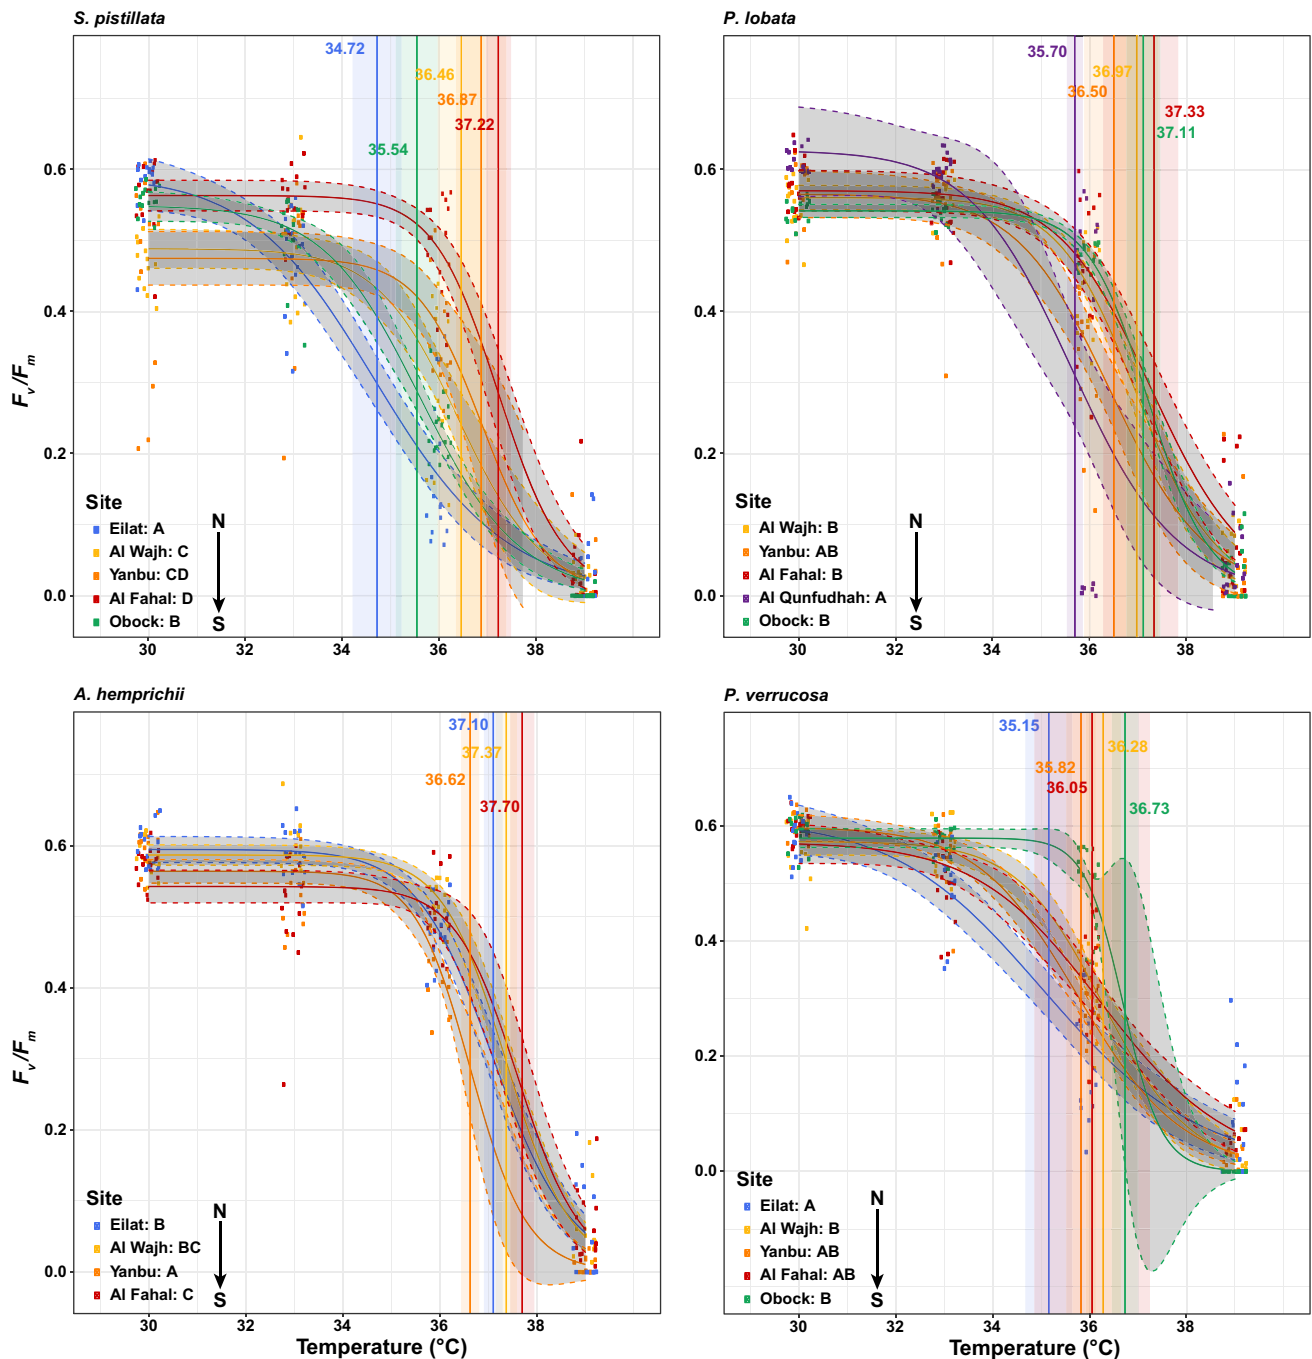 S. pistillata
34.72
36.46
36.87
37.22
35.54
0.6
0.4
0.2
0.0
Fv/Fm
Site
Eilat: A
Al Wajh: C
Yanbu: CD
Al Fahal: D
Obock: B
N
S
30
32
34
36
38
P. lobata
35.70
36.97
36.50
37.33
37.11
0.6
0.4
0.2
0.0
Site
Al Wajh: B
Yanbu: AB
Al Fahal: B
Al Qunfudhah: A
Obock: B
N
S
30
32
34
36
38
A. hemprichii
37.10
37.37
36.62
37.70
0.6
0.4
0.2
0.0
Fv/Fm
Site
Eilat: B
Al Wajh: BC
Yanbu: A
Al Fahal: C
N
S
30
32
34
36
38
Temperature (°C)
P. verrucosa
35.15
36.28
35.82
36.05
36.73
0.6
0.4
0.2
0.0
Site
Eilat: A
Al Wajh: B
Yanbu: AB
Al Fahal: AB
Obock: B
N
S
30
32
34
36
38
Temperature (°C)